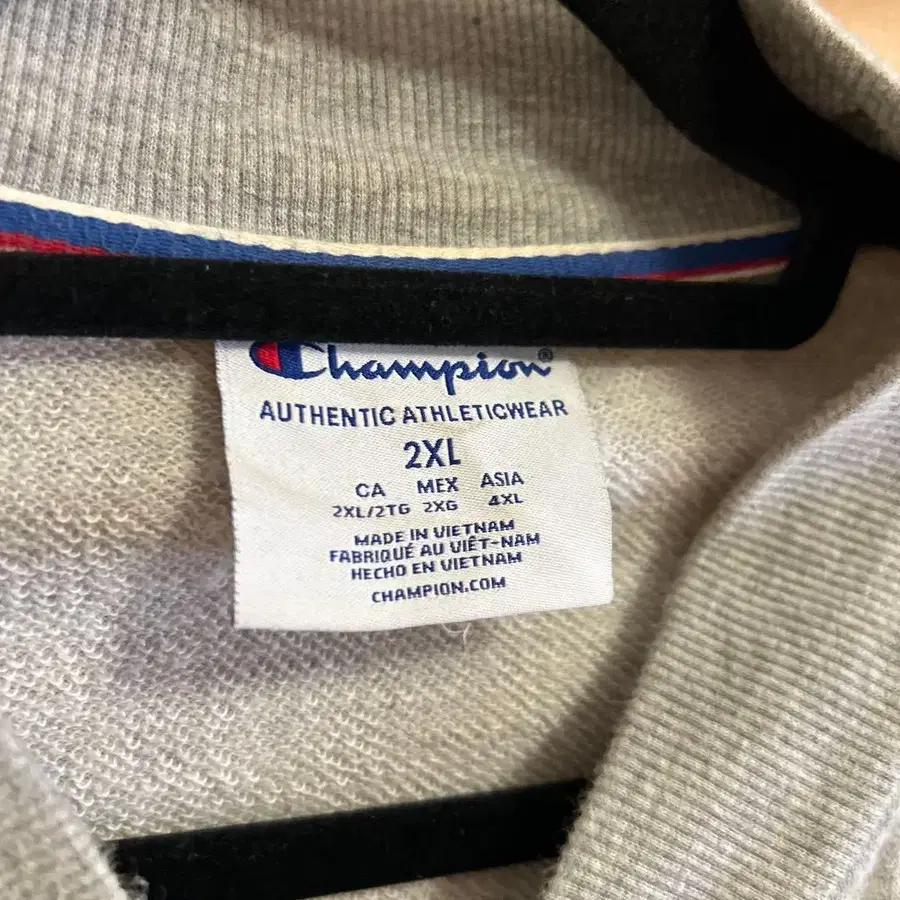 Champion®
AUTHENTIC ATHLETICWEAR
2XL
CA MEX ASIA
2XL/2TG 2XG 4XL
MADE IN VIETNAM
FABRIQUÉ AU VIÊT-NAM
HECHO EN VIETNAM
CHAMPION.COM